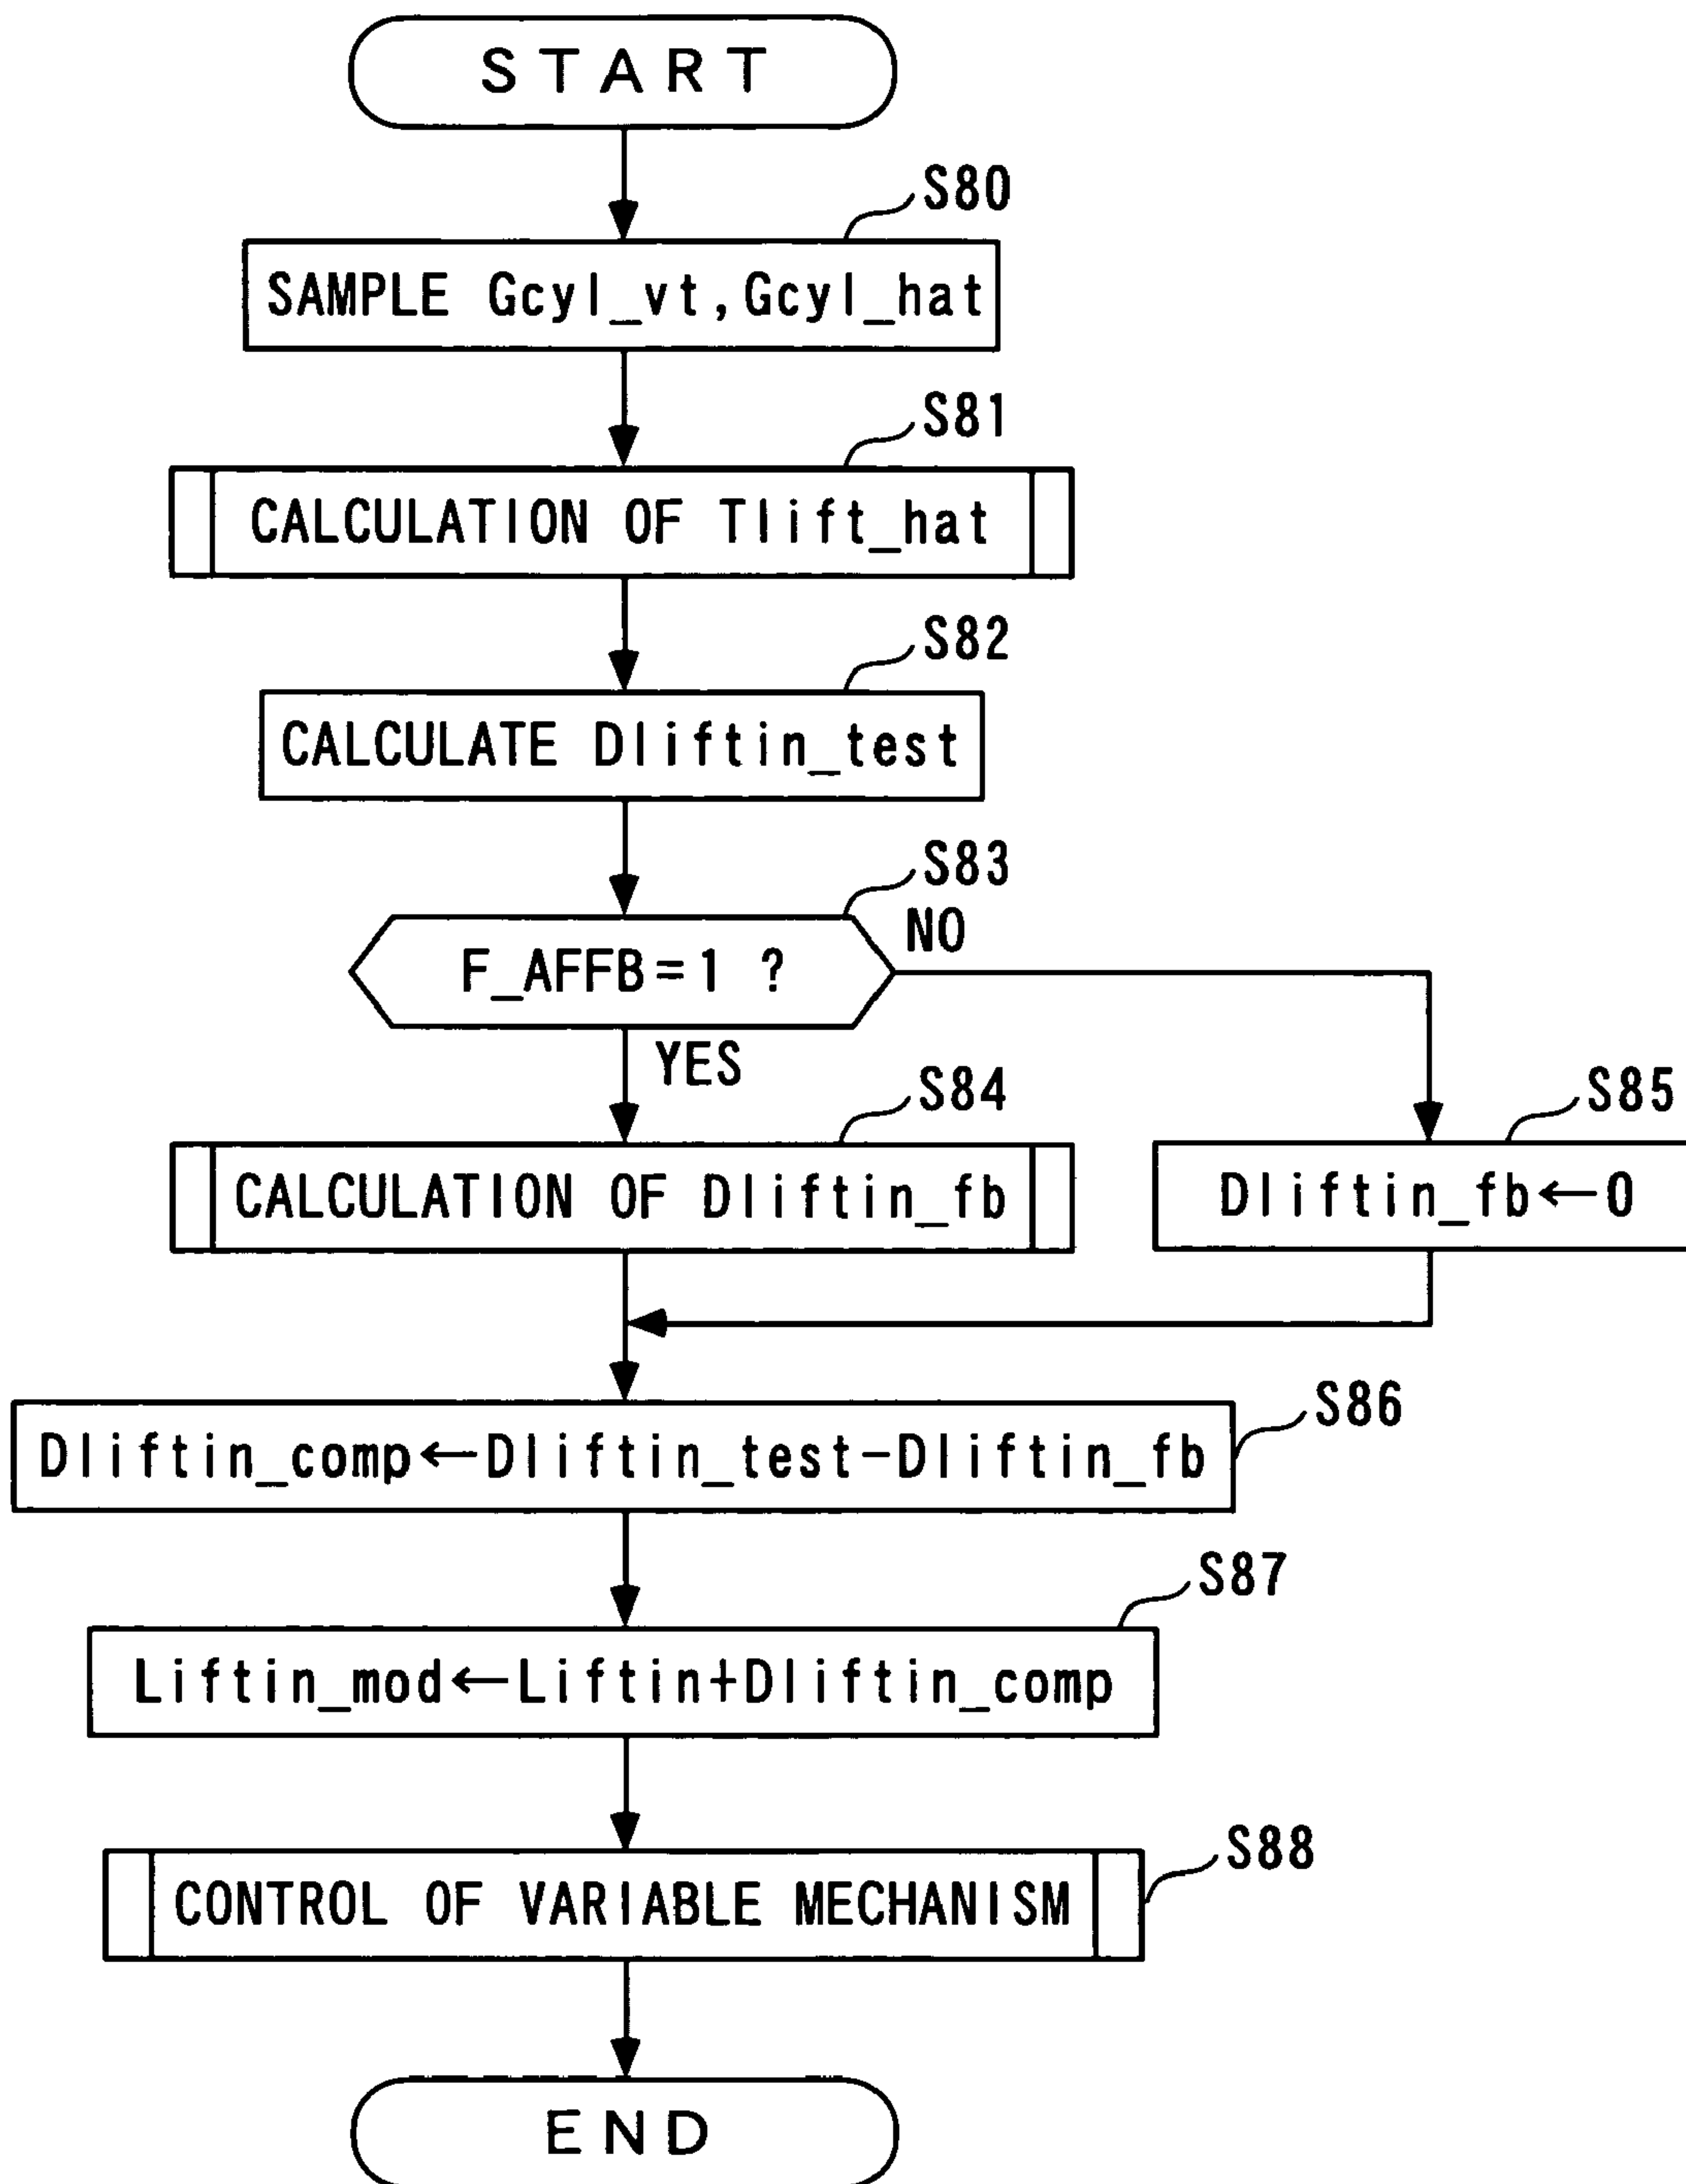 START
S80
SAMPLE Gcyl_vt,Gcyl_hat
S81
CALCULATION OF Tlift_hat
S82
CALCULATE Dliftin_test
S83
F_AFFB=1 ?
NO
YES
S84
CALCULATION OF Dliftin_fb
S85
Dliftin_fb←0
S86
Dliftin_comp←Dliftin_test-Dliftin_fb
S87
Liftin_mod←Liftin+Dliftin_comp
S88
CONTROL OF VARIABLE MECHANISM
END